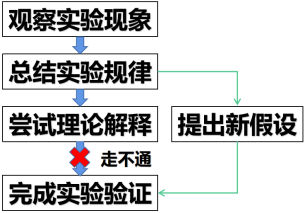 观察实验现象
总结实验规律
尝试理论解释
提出新假设
走不通
完成实验验证